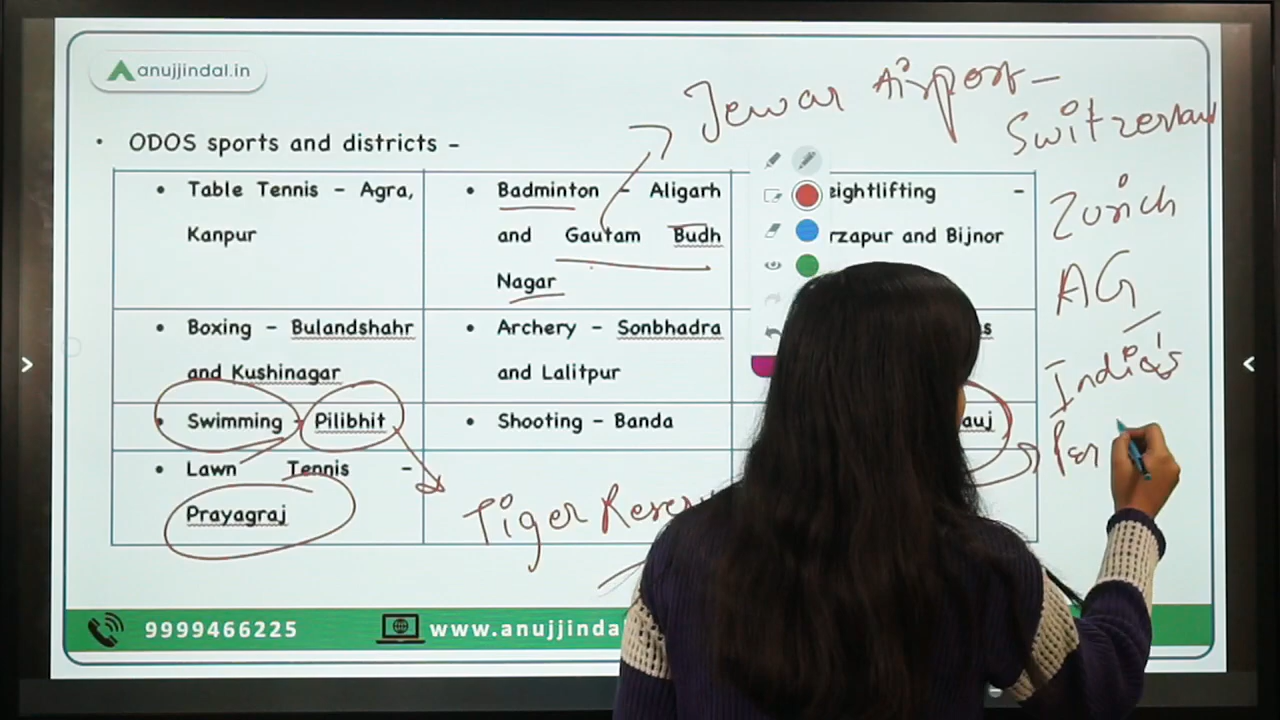 anujjindal.in
Jewar Airport -
Switzerland
Zurich
AG
India's
Per
• ODOS sports and districts -
• Table Tennis - Agra,
Kanpur
• Badminton - Aligarh
and Gautam Budh
Nagar
eightlifting -
rzapur and Bijnor
• Boxing - Bulandshahr
and Kushinagar
• Archery - Sonbhadra
and Lalitpur
• Swimming - Pilibhit
• Shooting - Banda
auj
• Lawn Tennis -
Prayagraj
Tiger Reser
9999466225
www.anujjinda